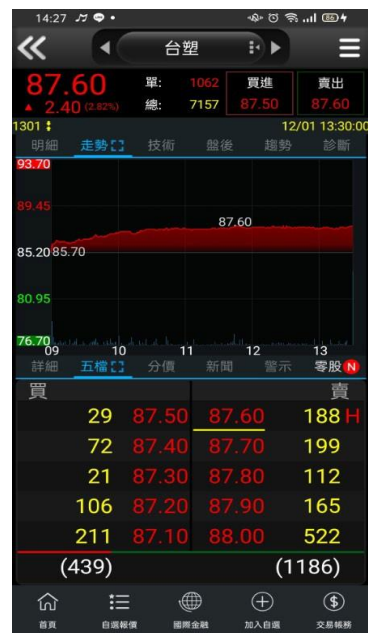 14:27
86
台塑
87.60 單: 1062 買進 賣出
▲ 2.40 (2.82%) 總: 7157 87.50 87.60
1301 12/01 13:30:00
明細 走勢 技術 盤後 趨勢 診斷
93.70
89.45
87.60
85.20 85.70
80.95
76.70
09 10 11 12 13
詳細 五檔 分價 新聞 警示 零股 N
買 賣
29 87.50 87.60 188 H
72 87.40 87.70 199
21 87.30 87.80 112
106 87.20 87.90 165
211 87.10 88.00 522
(439) (1186)
首頁 自選報價 國際金融 加入自選 交易帳務